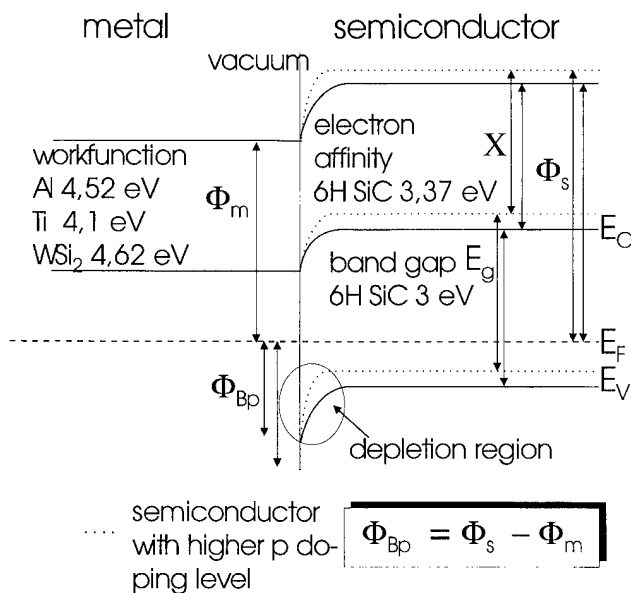 metal
semiconductor
vacuum
workfunction
Al 4,52 eV
Ti 4,1 eV
WSi₂ 4,62 eV
Φm
electron
affinity
6H SiC 3,37 eV
X
Φs
EC
band gap Eg
6H SiC 3 eV
EF
EV
ΦBp
depletion region
semiconductor
with higher p do-
ping level
ΦBp = Φs − Φm